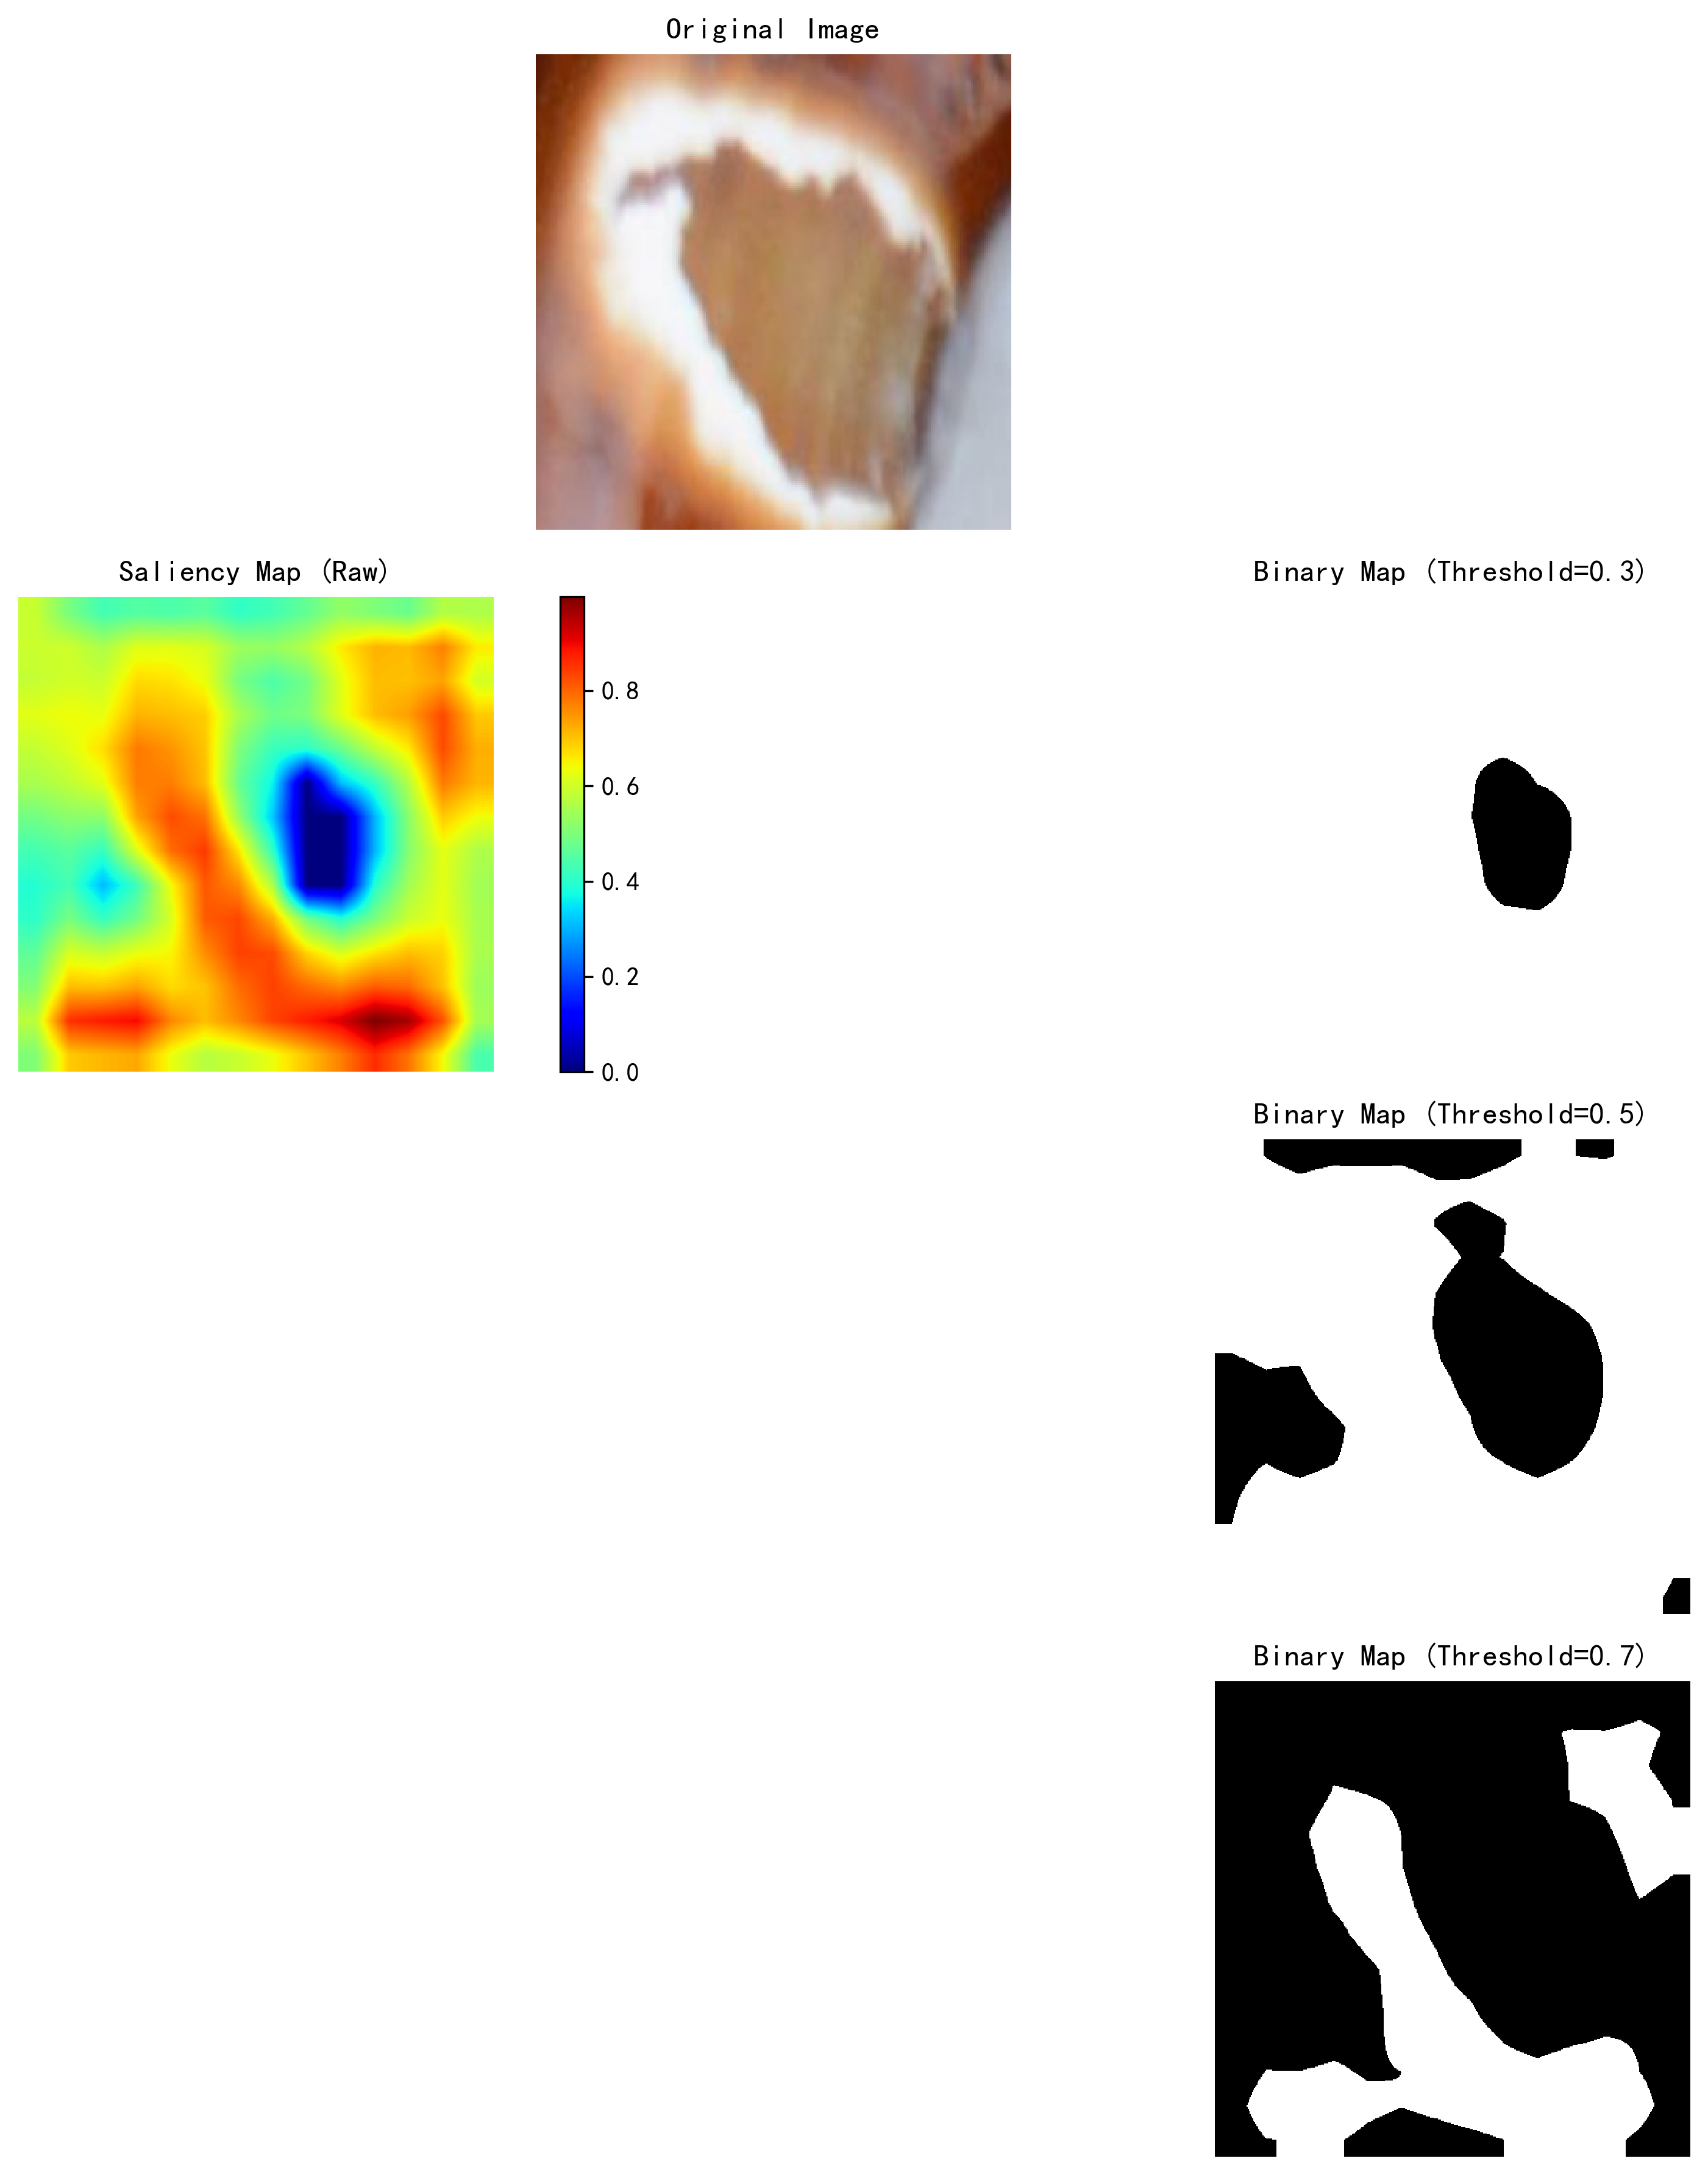 Original Image
Saliency Map (Raw)
Binary Map (Threshold=0.3)
0.8
0.6
0.4
0.2
0.0
Binary Map (Threshold=0.5)
Binary Map (Threshold=0.7)